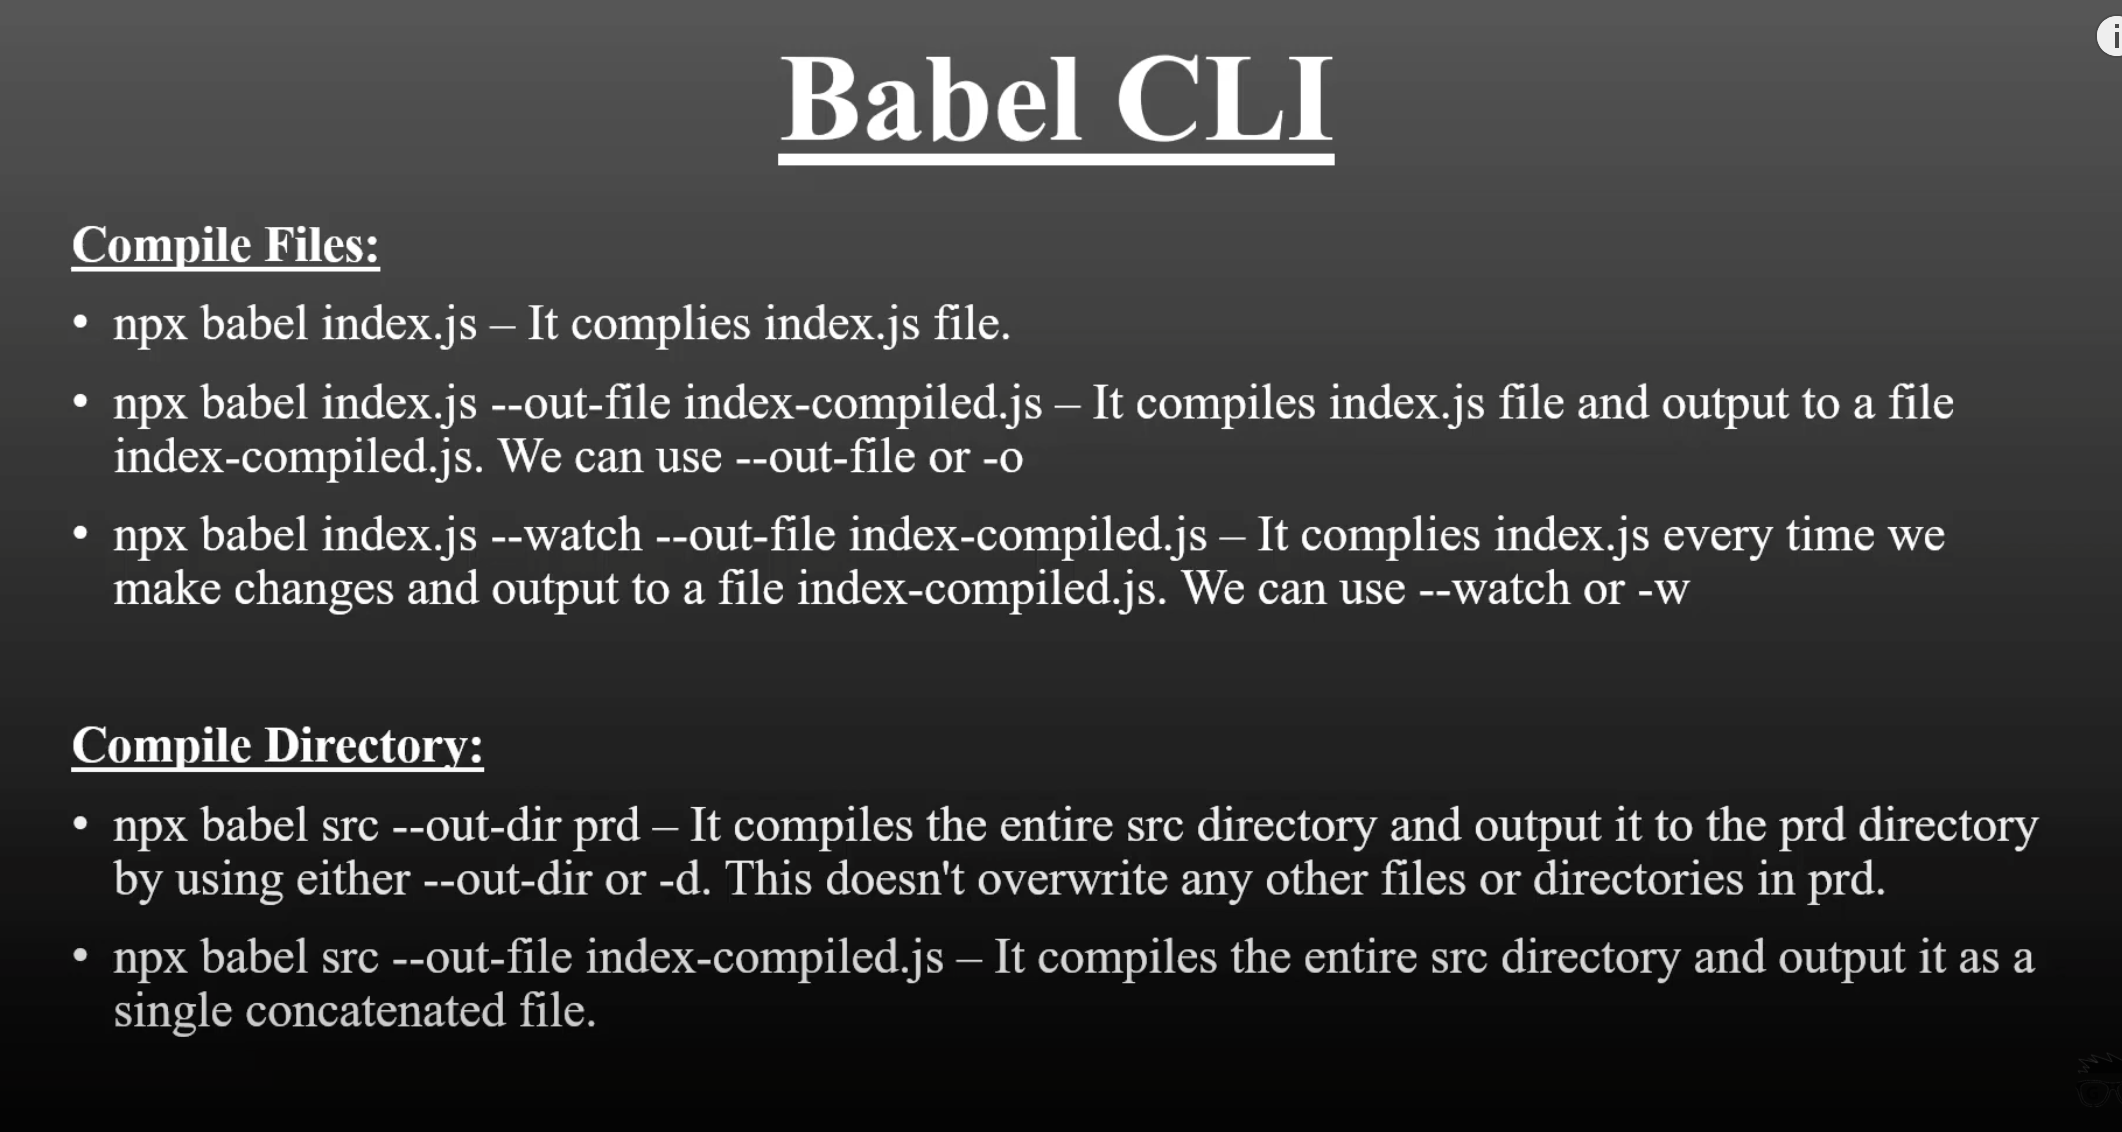 Babel CLI
Compile Files:
• npx babel index.js – It complies index.js file.
• npx babel index.js --out-file index-compiled.js – It compiles index.js file and output to a file
index-compiled.js. We can use --out-file or -o
• npx babel index.js --watch --out-file index-compiled.js – It complies index.js every time we
make changes and output to a file index-compiled.js. We can use --watch or -w
Compile Directory:
• npx babel src --out-dir prd – It compiles the entire src directory and output it to the prd directory
by using either --out-dir or -d. This doesn't overwrite any other files or directories in prd.
• npx babel src --out-file index-compiled.js – It compiles the entire src directory and output it as a
single concatenated file.